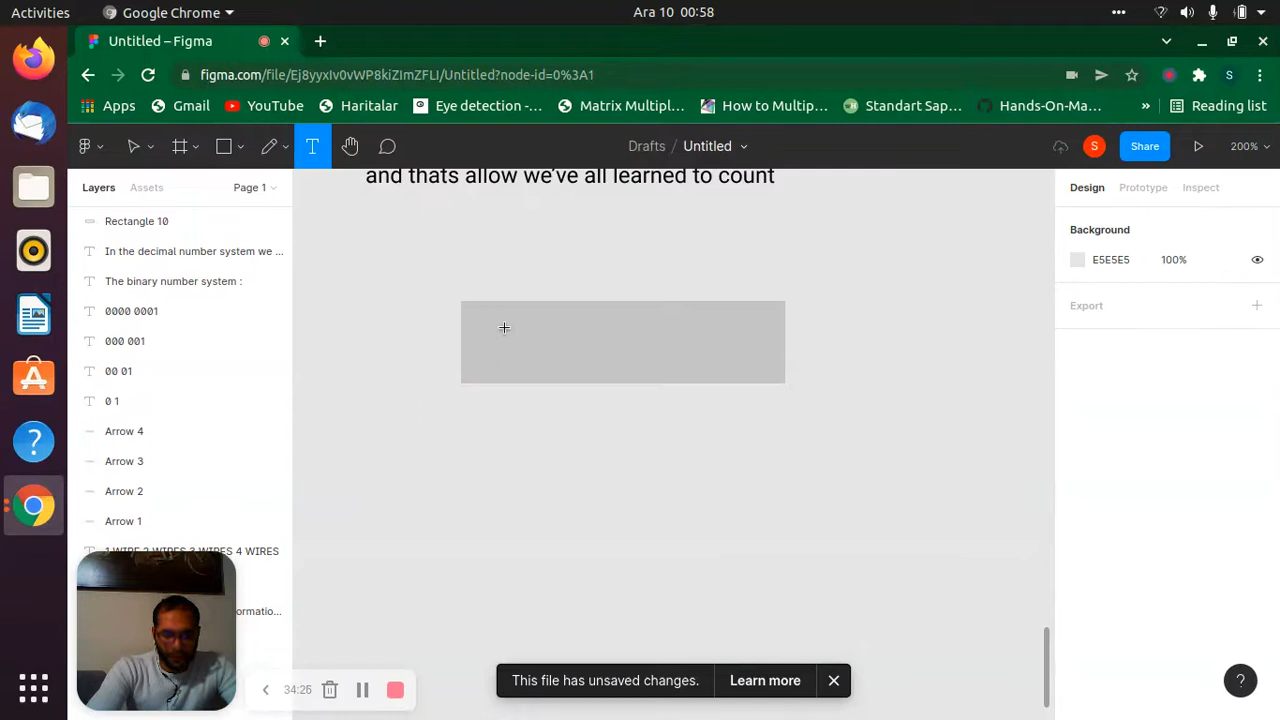 Activities
Google Chrome
Ara 10 00:58
Untitled – Figma
figma.com/file/Ej8yyxIv0vWP8kiZImZFLI/Untitled?node-id=0%3A1
S
Apps
Gmail
YouTube
Haritalar
Eye detection -...
Matrix Multipl...
How to Multip...
Standart Sap...
Hands-On-Ma...
»
Reading list
Drafts / Untitled
S
Share
200%
Layers
Assets
Page 1
and thats allow we've all learned to count
Design
Prototype
Inspect
Rectangle 10
In the decimal number system we ...
The binary number system :
0000 0001
000 001
00 01
0 1
Arrow 4
Arrow 3
Arrow 2
Arrow 1
1 WIRE 2 WIRES 3 WIRES 4 WIRES
ormatio...
Background
E5E5E5
100%
Export
34:25
This file has unsaved changes.
Learn more